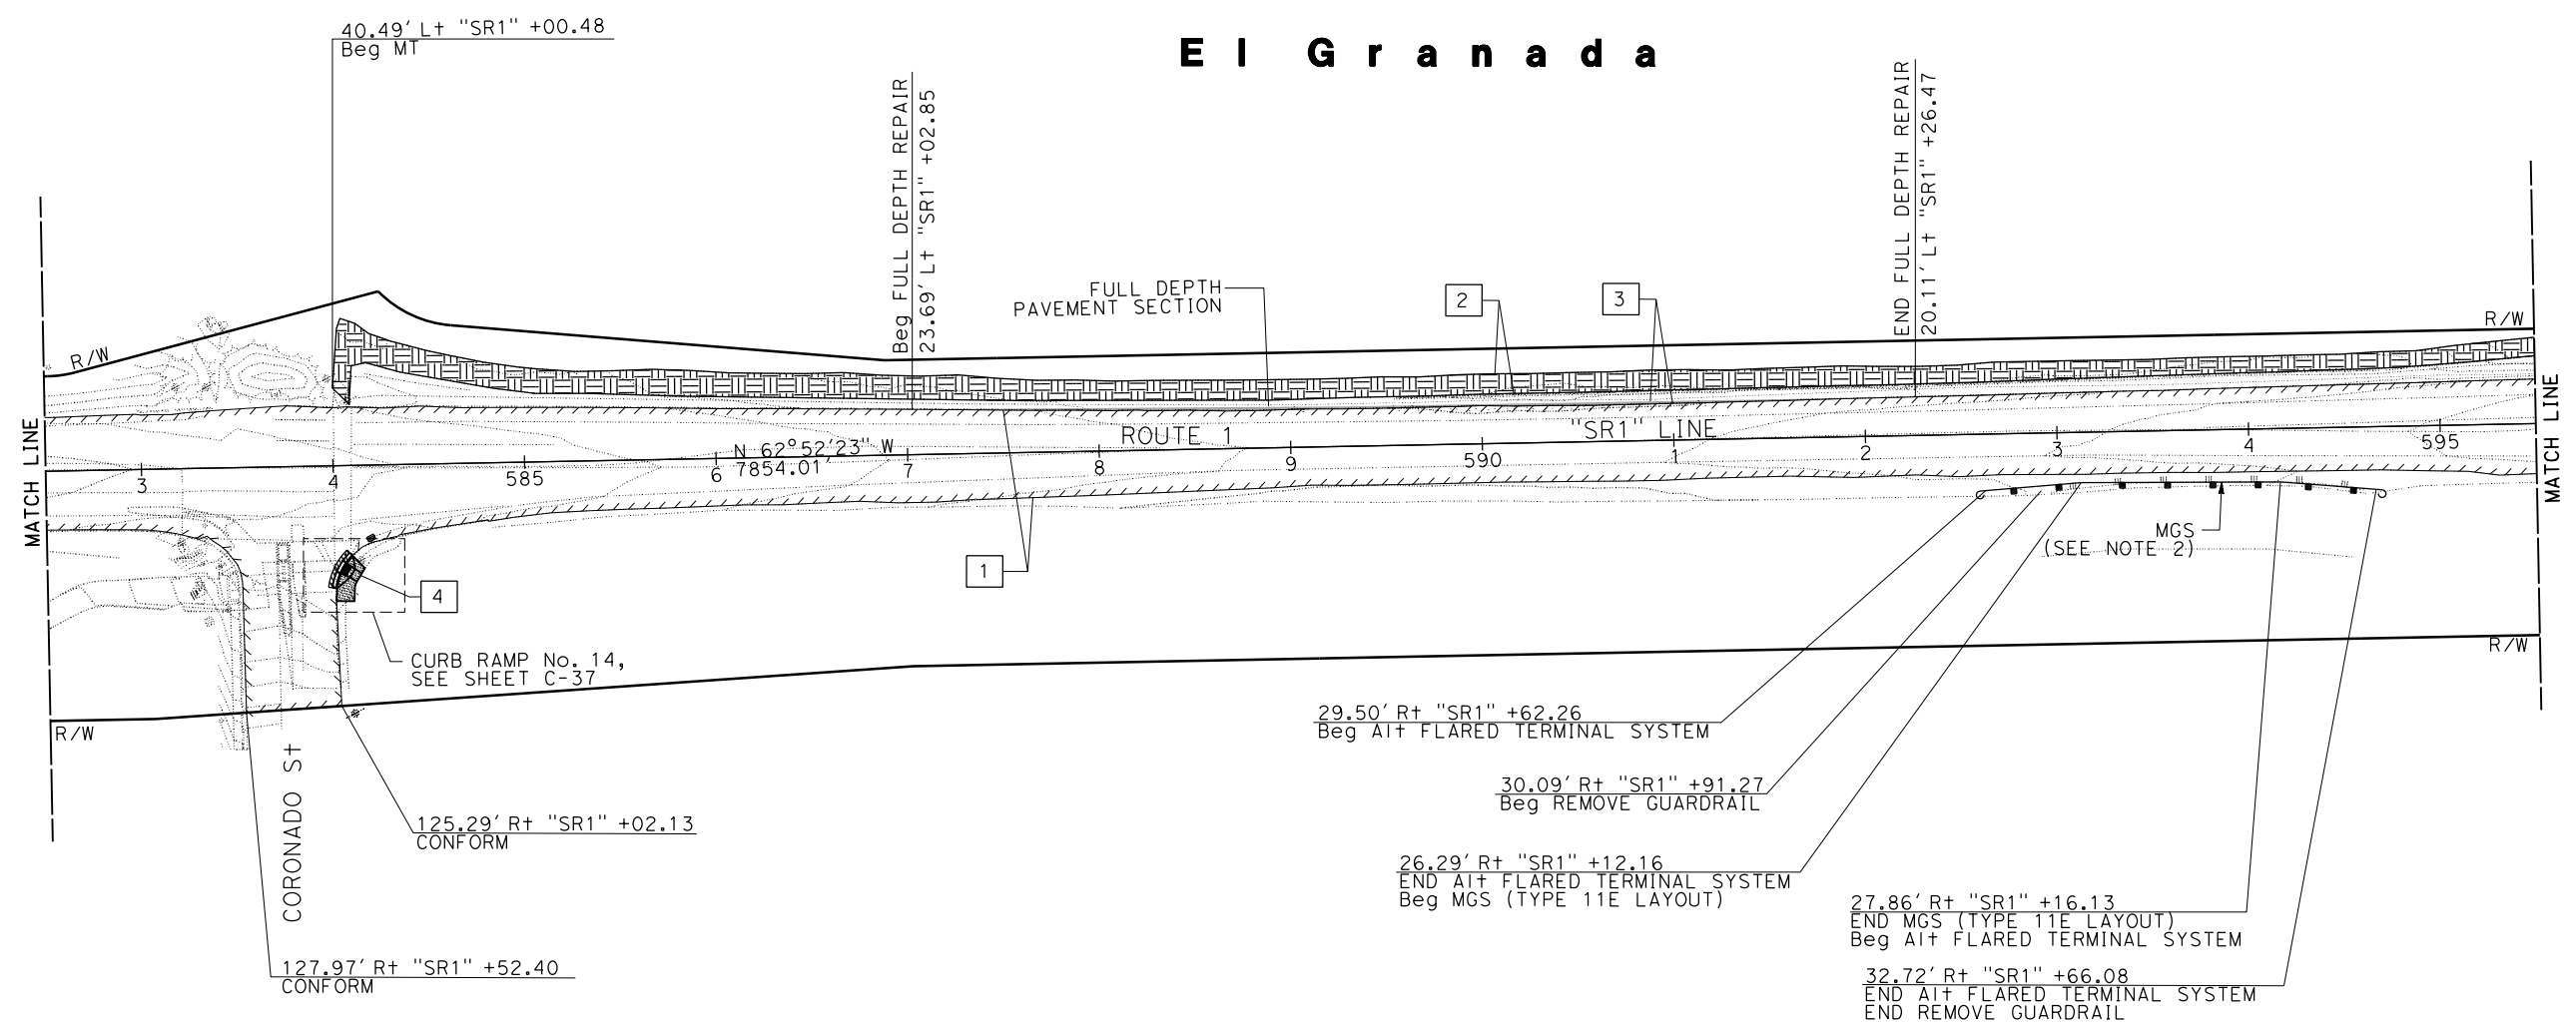 40.49' Lt "SR1" +00.48
Beg MT
El Granada
Beg FULL DEPTH REPAIR
23.69' Lt "SR1" +02.85
END FULL DEPTH REPAIR
20.11' Lt "SR1" +26.47
FULL DEPTH
PAVEMENT SECTION
2
3
R/W
R/W
MATCH LINE
MATCH LINE
ROUTE 1
"SR1" LINE
N 62°52'23" W
7854.01'
3
4
585
6
7
8
9
590
1
2
3
4
595
MGS
(SEE NOTE 2)
1
4
CURB RAMP No. 14,
SEE SHEET C-37
R/W
R/W
CORONADO St
29.50' Rt "SR1" +62.26
Beg Alt FLARED TERMINAL SYSTEM
30.09' Rt "SR1" +91.27
Beg REMOVE GUARDRAIL
125.29' Rt "SR1" +02.13
CONFORM
26.29' Rt "SR1" +12.16
END Alt FLARED TERMINAL SYSTEM
Beg MGS (TYPE 11E LAYOUT)
27.86' Rt "SR1" +16.13
END MGS (TYPE 11E LAYOUT)
Beg Alt FLARED TERMINAL SYSTEM
127.97' Rt "SR1" +52.40
CONFORM
32.72' Rt "SR1" +66.08
END Alt FLARED TERMINAL SYSTEM
END REMOVE GUARDRAIL